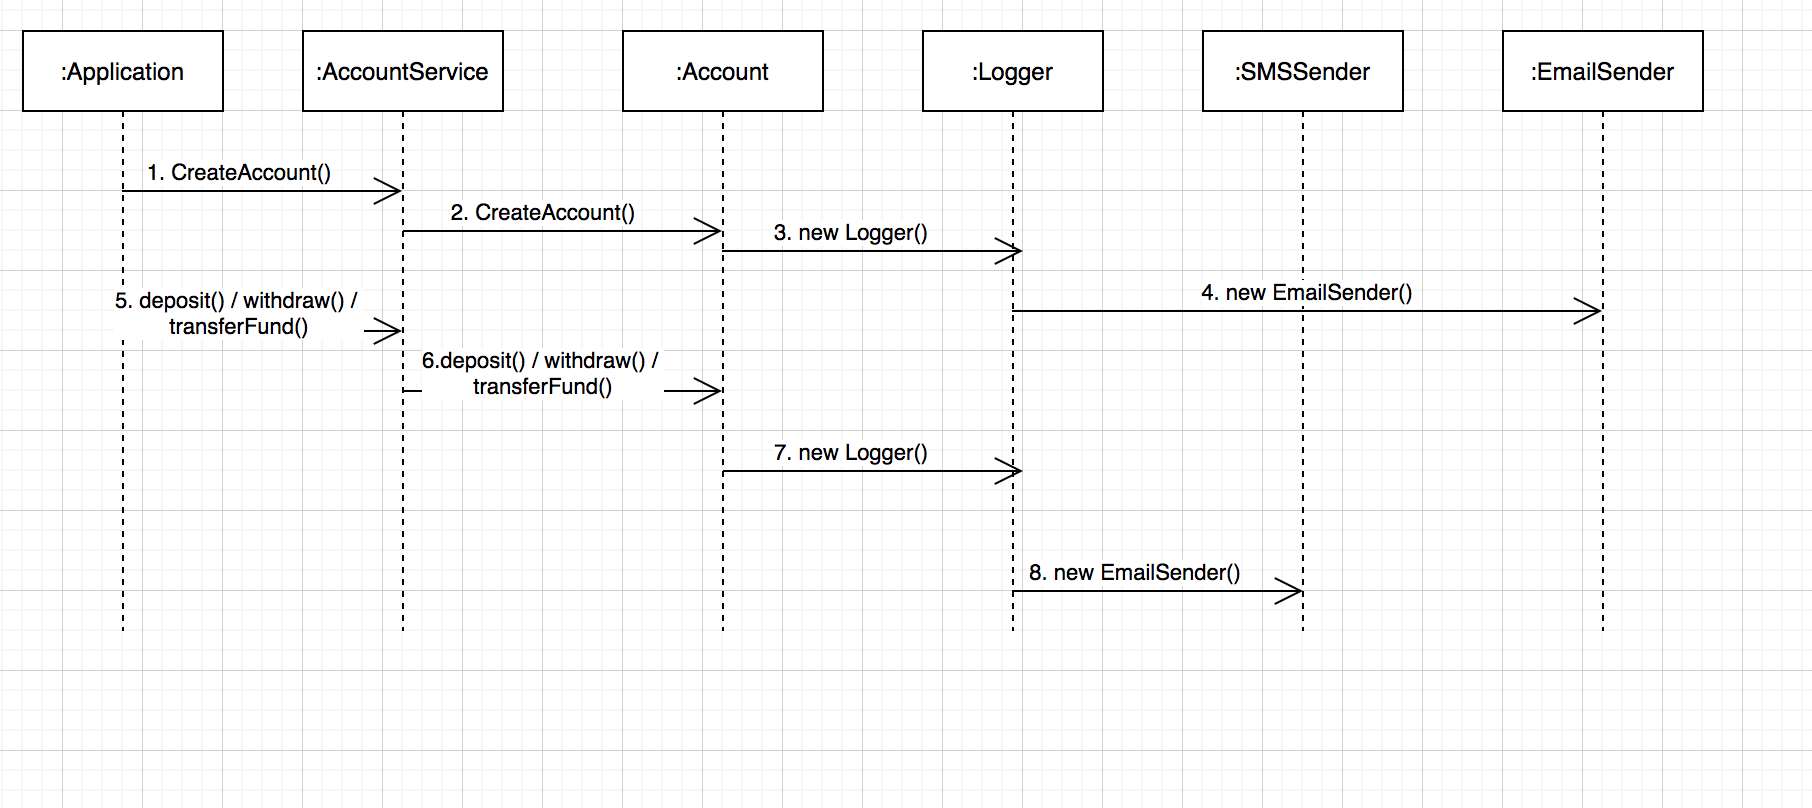 :Application
:AccountService
:Account
:Logger
:SMSSender
:EmailSender
1. CreateAccount()
2. CreateAccount()
3. new Logger()
4. new EmailSender()
5. deposit() / withdraw() /
transferFund()
6.deposit() / withdraw() /
transferFund()
7. new Logger()
8. new EmailSender()